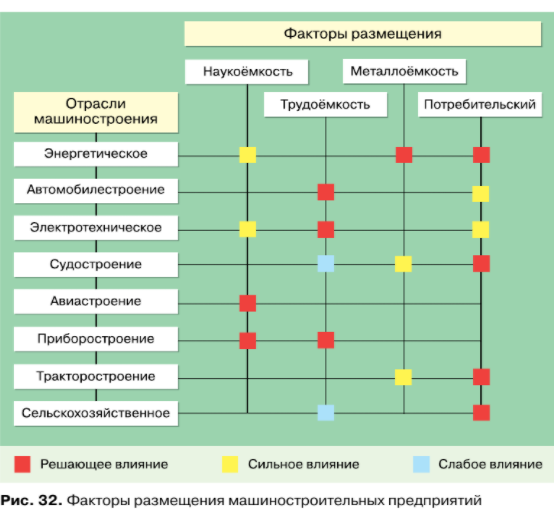 Факторы размещения
Наукоёмкость
Металлоёмкость
Трудоёмкость
Потребительский
Отрасли
машиностроения
Энергетическое
Автомобилестроение
Электротехническое
Судостроение
Авиастроение
Приборостроение
Тракторостроение
Сельскохозяйственное
Решающее влияние
Сильное влияние
Слабое влияние
Рис. 32. Факторы размещения машиностроительных предприятий